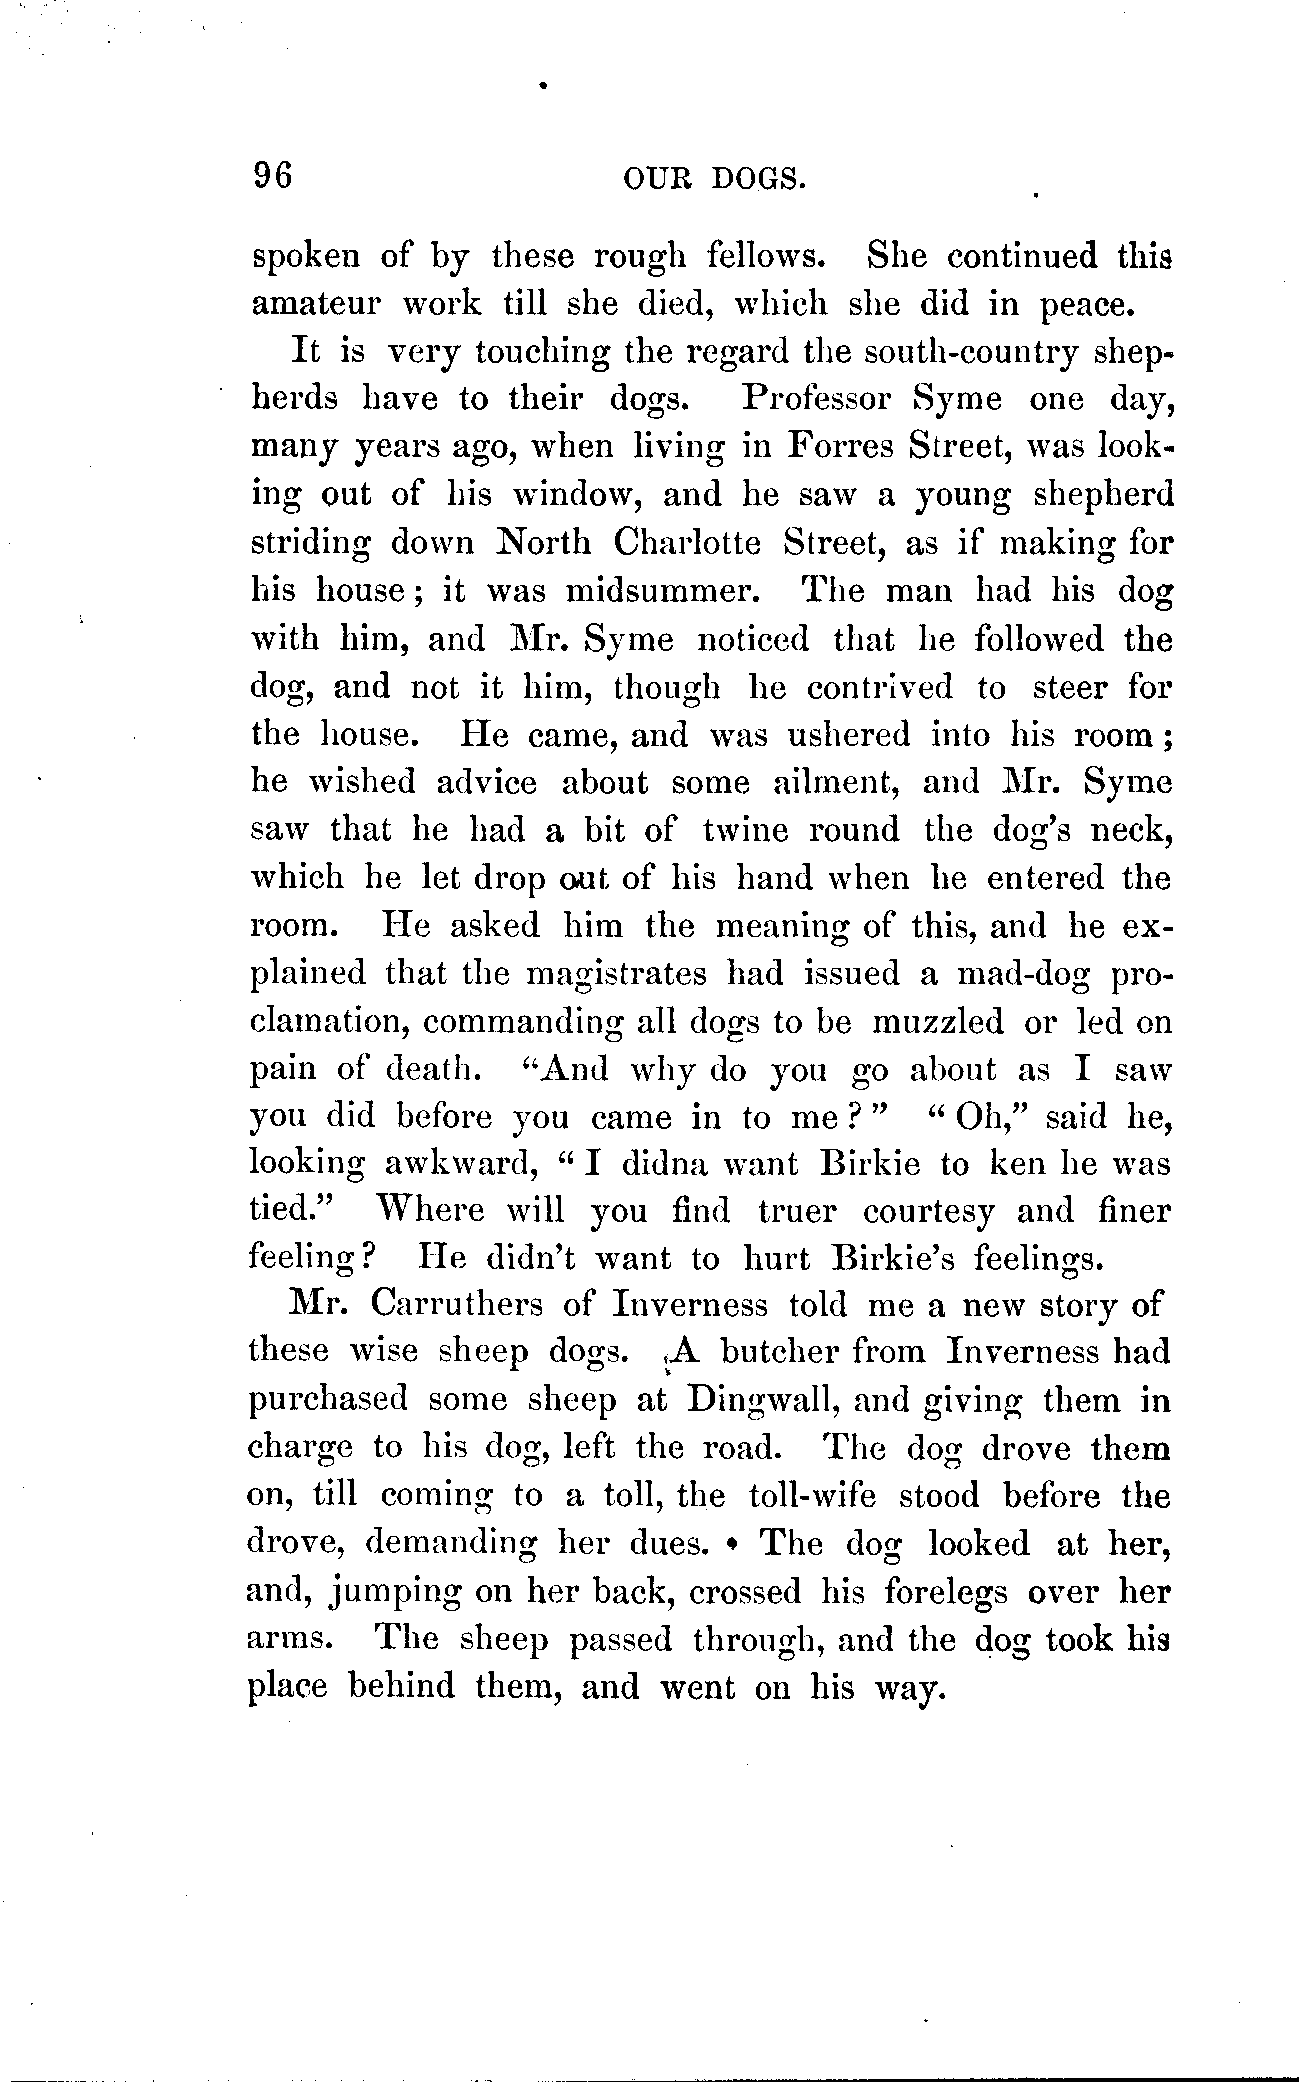 96 OUR DOGS.
spoken of by these rough fellows. She continued this
amateur work till she died, which she did in peace.
It is very touching the regard the south-country shep-
herds have to their dogs. Professor Syme one day,
many years ago, when living in Forres Street, was look-
ing out of his window, and he saw a young shepherd
striding down North Charlotte Street, as if making for
his house ; it was midsummer. The man had his dog
with him, and Mr. Syme noticed that he followed the
dog, and not it him, though he contrived to steer for
the house. He came, and was ushered into his room ;
he wished advice about some ailment, and Mr. Syme
saw that he had a bit of twine round the dog's neck,
which he let drop out of his hand when he entered the
room. He asked him the meaning of this, and he ex-
plained that the magistrates had issued a mad-dog pro-
clamation, commanding all dogs to be muzzled or led on
pain of death. “And why do you go about as I saw
you did before you came in to me ? ” “ Oh,” said he,
looking awkward, “ I didna want Birkie to ken he was
tied.” Where will you find truer courtesy and finer
feeling ? He didn't want to hurt Birkie's feelings.
Mr. Carruthers of Inverness told me a new story of
these wise sheep dogs. A butcher from Inverness had
purchased some sheep at Dingwall, and giving them in
charge to his dog, left the road. The dog drove them
on, till coming to a toll, the toll-wife stood before the
drove, demanding her dues. The dog looked at her,
and, jumping on her back, crossed his forelegs over her
arms. The sheep passed through, and the dog took his
place behind them, and went on his way.